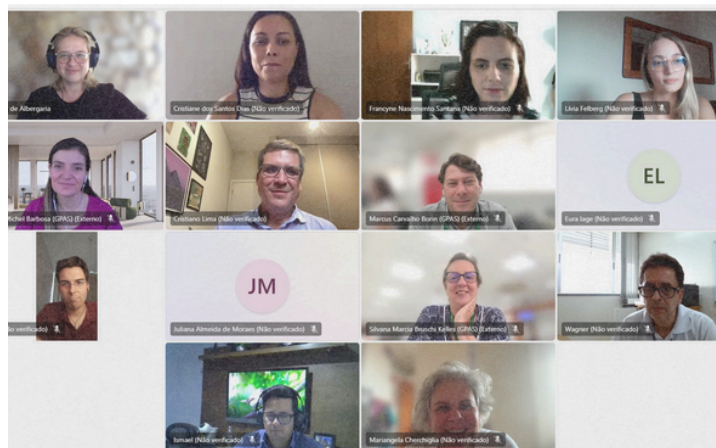 de Albergaria
Cristiane dos Santos Dias (Não verificado)
Francyne Nascimento Santana (Não verificado)
Lívia Felberg (Não verificado)
Michel Barbosa (GPAS) (Externo)
Cristiano Lima (Não verificado)
Marcus Carvalho Borin (GPAS) (Externo)
EL
Eura lage (Não verificado)
verificado)
JM
Juliana Almeida de Moraes (Não verificado)
Silvana Marcia Bruschi Kelles (GPAS) (Externo)
Wagner (Não verificado)
Ismael (Não verificado)
Mariangela Cherchiglia (Não verificado)